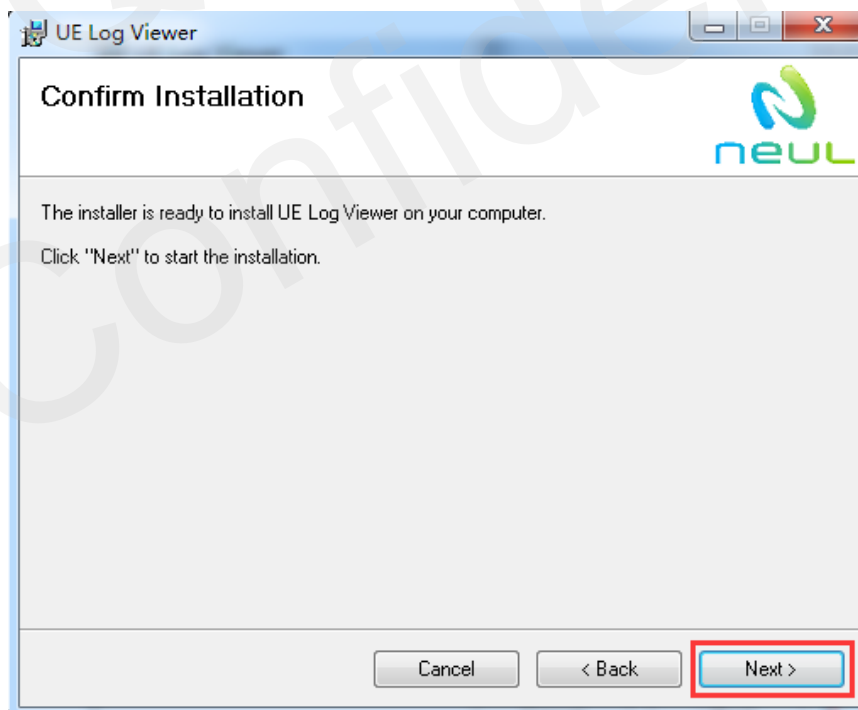 UE Log Viewer
Confirm Installation
neul
The installer is ready to install UE Log Viewer on your computer.
Click "Next" to start the installation.
Cancel
< Back
Next >